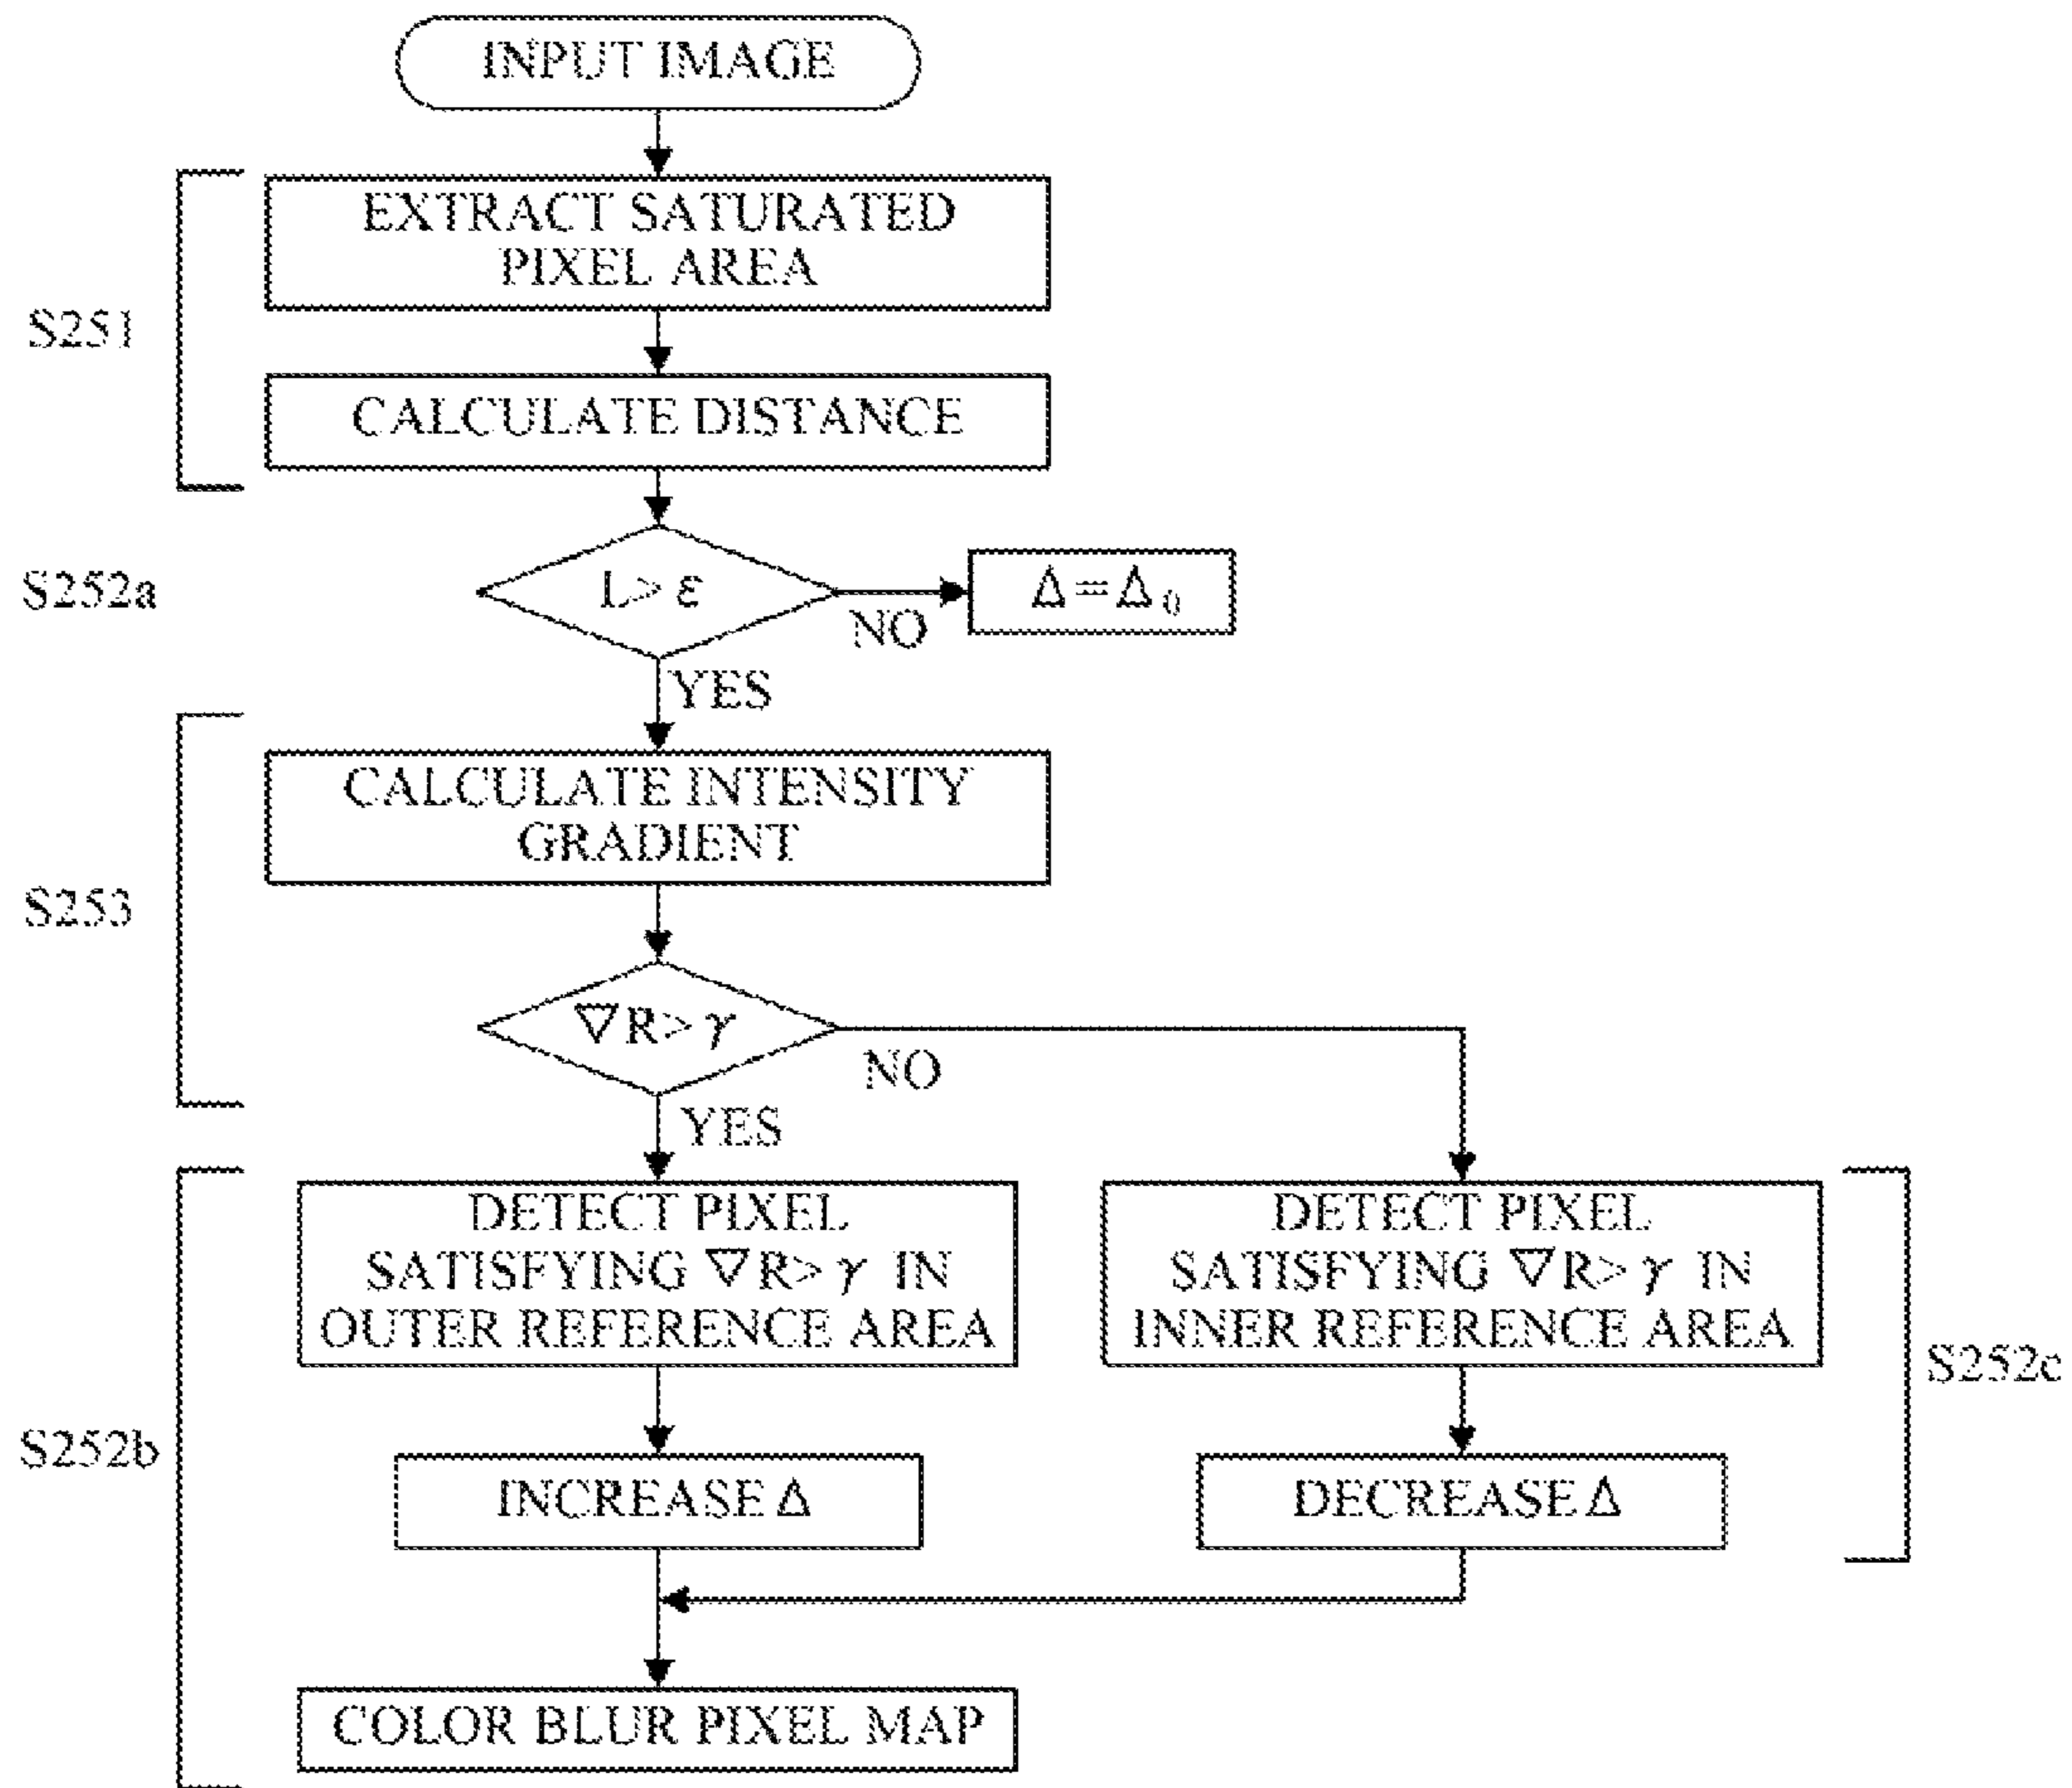 INPUT IMAGE
S251
EXTRACT SATURATED
PIXEL AREA
CALCULATE DISTANCE
S252a
L> ε
NO
Δ=Δ₀
YES
S253
CALCULATE INTENSITY
GRADIENT
∇R> γ
NO
YES
S252b
DETECT PIXEL
SATISFYING ∇R> γ IN
OUTER REFERENCE AREA
DETECT PIXEL
SATISFYING ∇R> γ IN
INNER REFERENCE AREA
S252c
INCREASE Δ
DECREASE Δ
COLOR BLUR PIXEL MAP